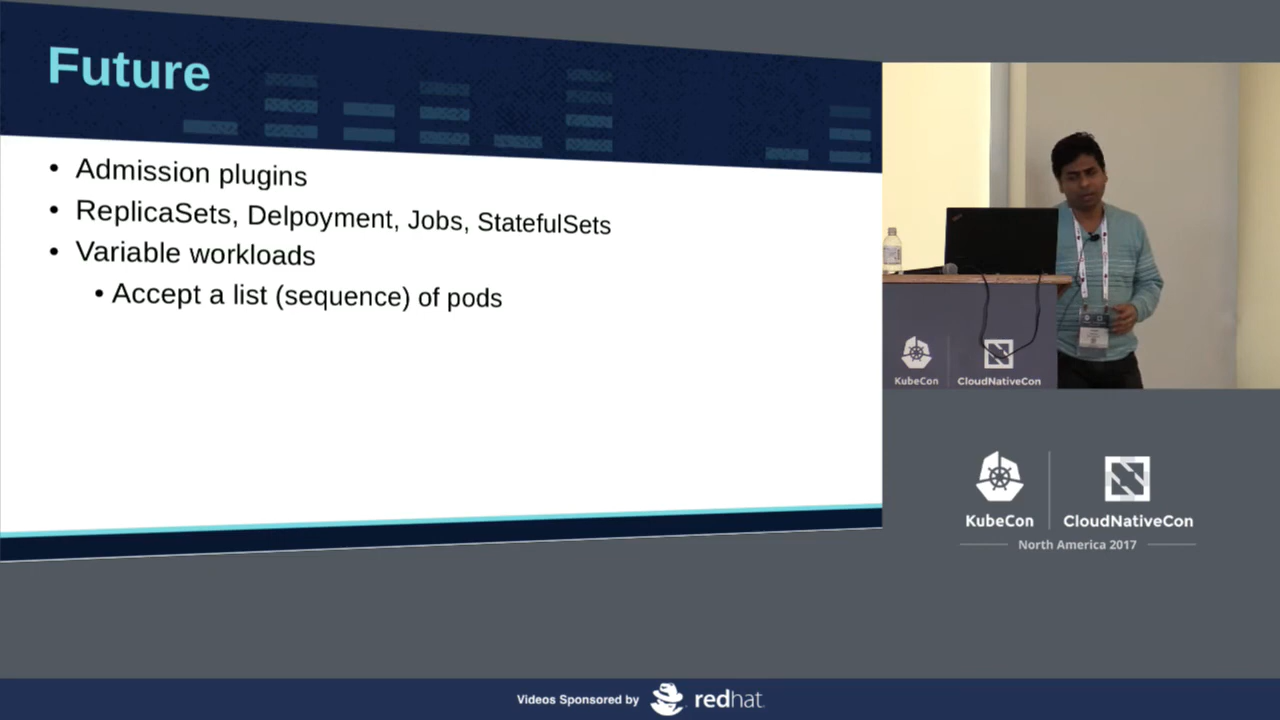 Future
• Admission plugins
• ReplicaSets, Delpoyment, Jobs, StatefulSets
• Variable workloads
• Accept a list (sequence) of pods
KubeCon
CloudNativeCon
KubeCon
CloudNativeCon
North America 2017
Videos Sponsored by
redhat.